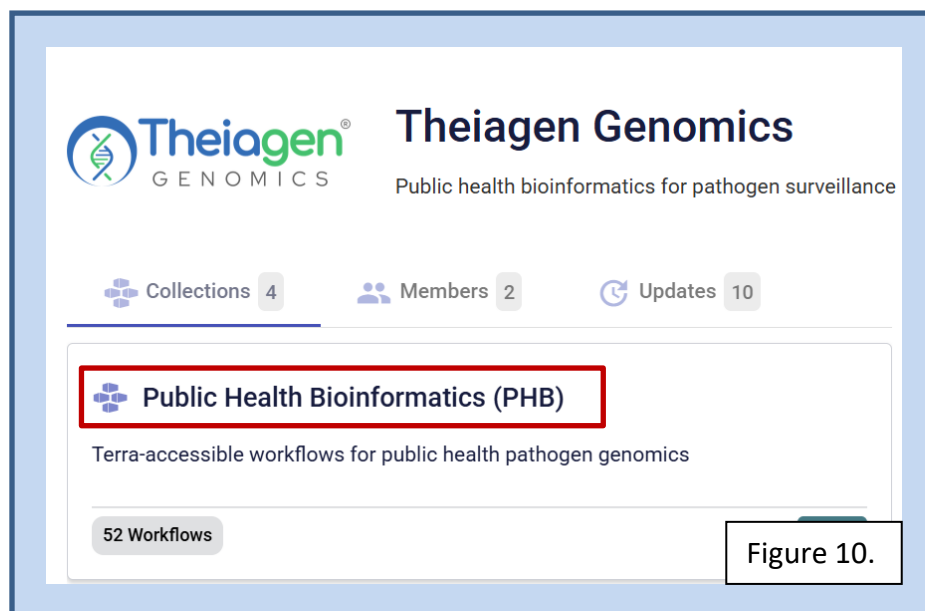 Theiagen®
GENOMICS
Theiagen Genomics
Public health bioinformatics for pathogen surveillance
Collections 4
Members 2
Updates 10
Public Health Bioinformatics (PHB)
Terra-accessible workflows for public health pathogen genomics
52 Workflows
Figure 10.